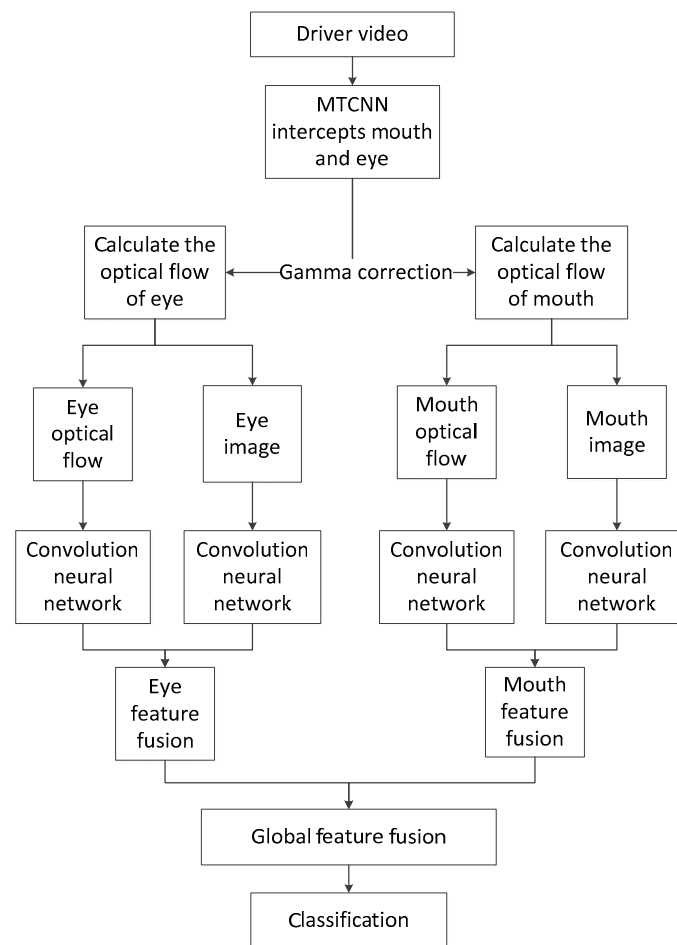 Driver video
MTCNN
intercepts mouth
and eye
Calculate the
optical flow
of eye
Gamma correction
Calculate the
optical flow
of mouth
Eye
optical
flow
Eye
image
Mouth
optical
flow
Mouth
image
Convolution
neural
network
Convolution
neural
network
Convolution
neural
network
Convolution
neural
network
Eye
feature
fusion
Mouth
feature
fusion
Global feature fusion
Classification